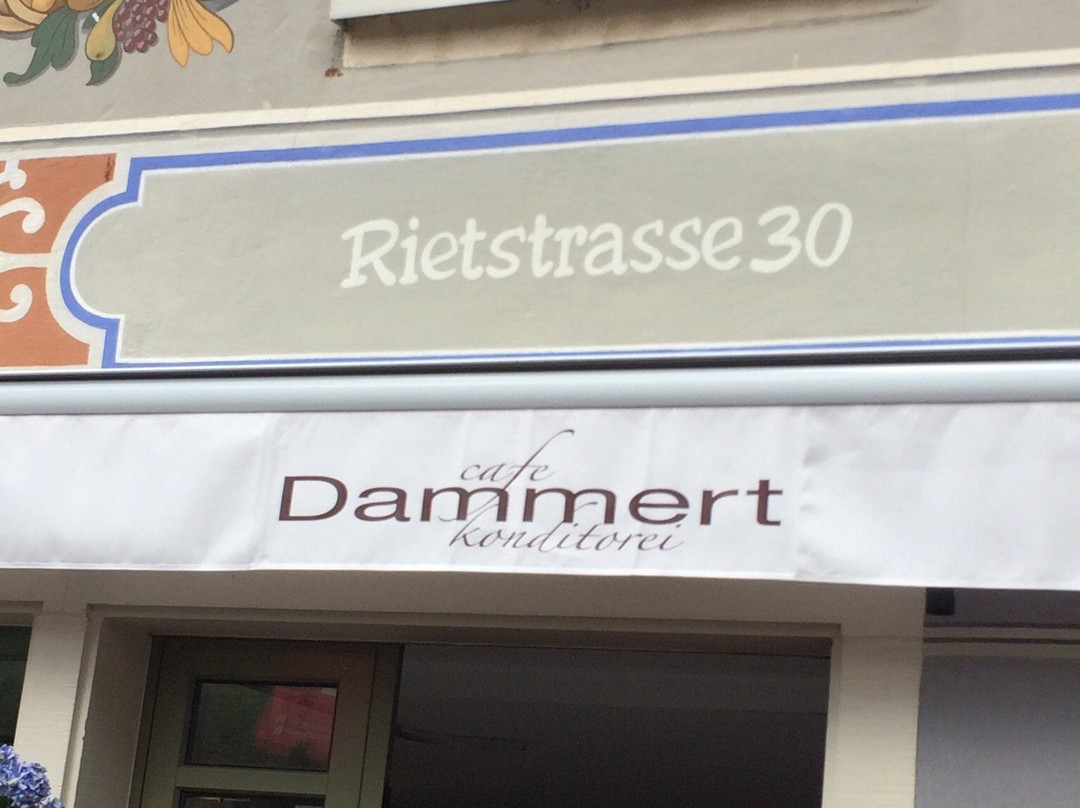 Rietstrasse 30
cafe
Dammert
konditorei